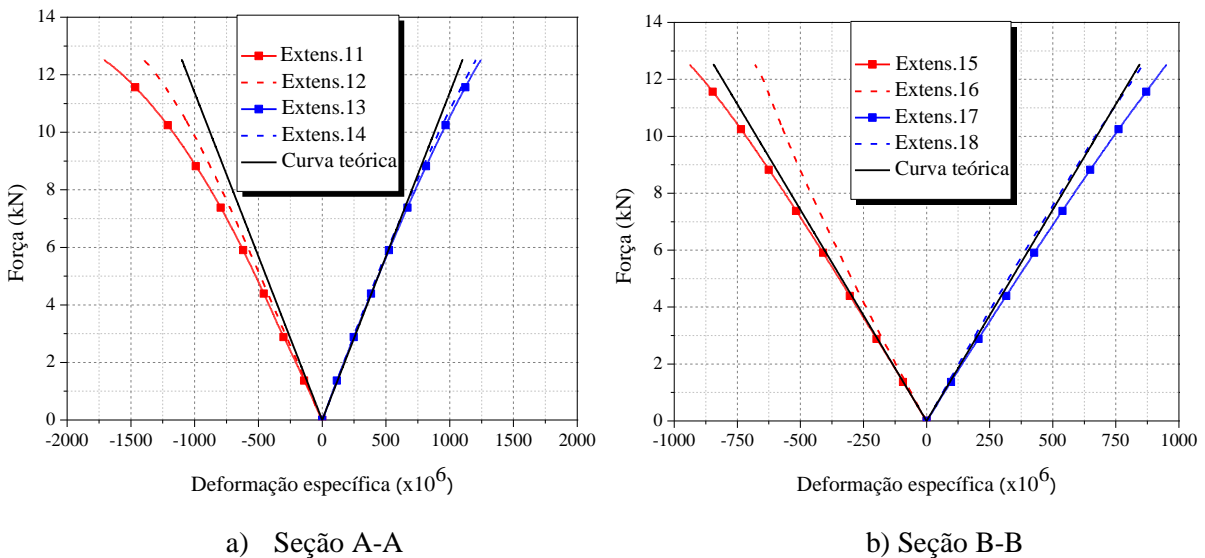 14
12
10
8
6
4
2
0
Força (kN)
Extens.11
Extens.12
Extens.13
Extens.14
Curva teórica
-2000 -1500 -1000 -500 0 500 1000 1500 2000
Deformação específica (x10⁶)
a) Seção A-A
14
12
10
8
6
4
2
0
Força (kN)
Extens.15
Extens.16
Extens.17
Extens.18
Curva teórica
-1000 -750 -500 -250 0 250 500 750 1000
Deformação específica (x10⁶)
b) Seção B-B